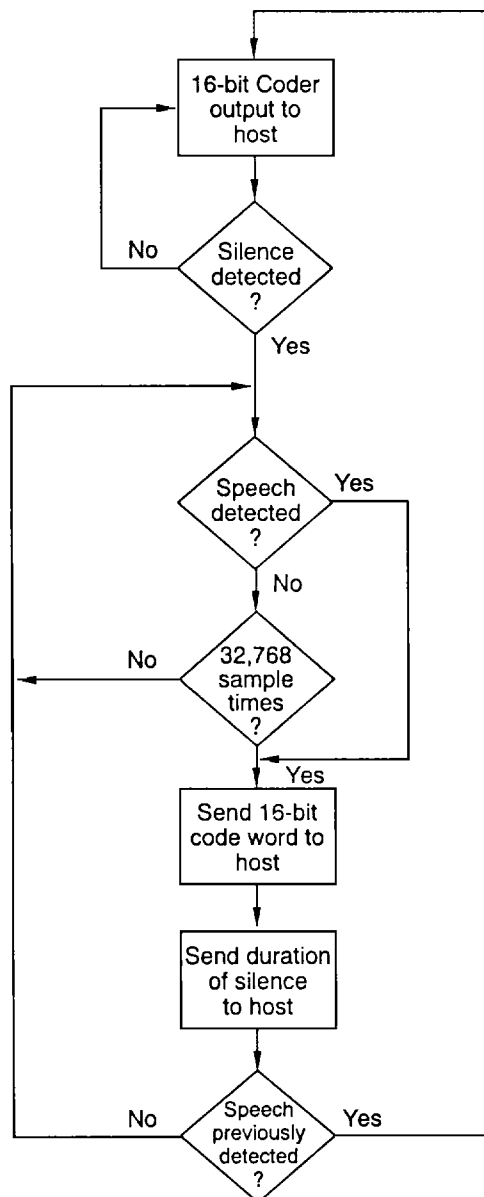 16-bit Coder
output to
host
No
Silence
detected
?
Yes
Speech
detected
?
Yes
No
No
32,768
sample
times
?
Yes
Send 16-bit
code word to
host
Send duration
of silence
to host
No
Speech
previously
detected
?
Yes